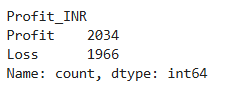 Profit_INR
Profit    2034
Loss      1966
Name: count, dtype: int64